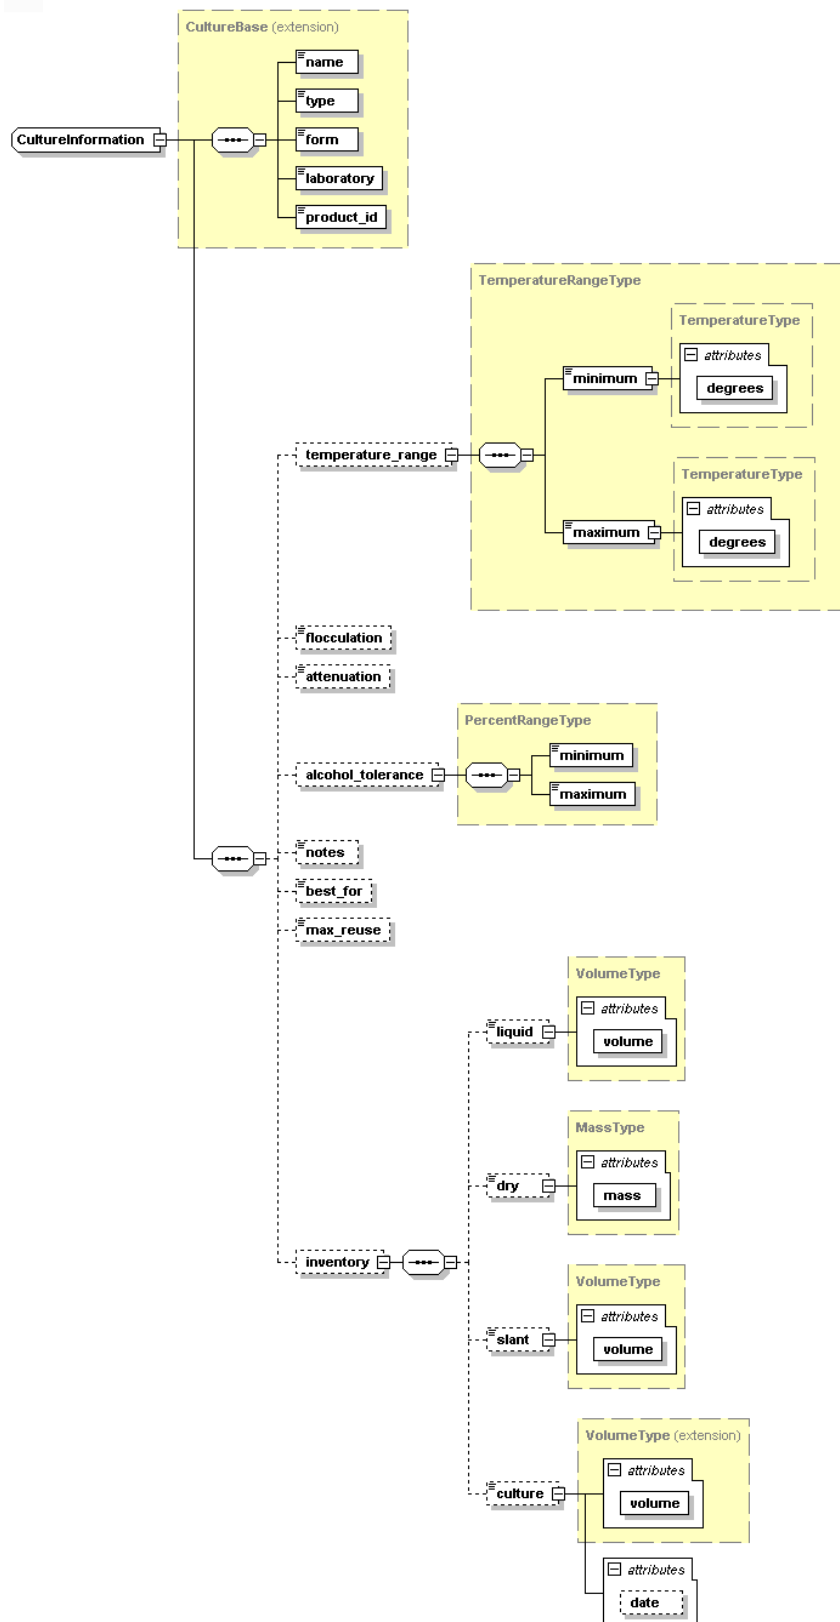 CultureBase (extension)
name
type
CultureInformation
form
laboratory
product_id
TemperatureRangeType
TemperatureType
attributes
minimum
degrees
temperature_range
TemperatureType
attributes
maximum
degrees
flocculation
attenuation
PercentRangeType
minimum
alcohol_tolerance
maximum
notes
best_for
max_reuse
VolumeType
attributes
liquid
volume
MassType
attributes
dry
mass
inventory
VolumeType
attributes
slant
volume
VolumeType (extension)
attributes
culture
volume
attributes
date